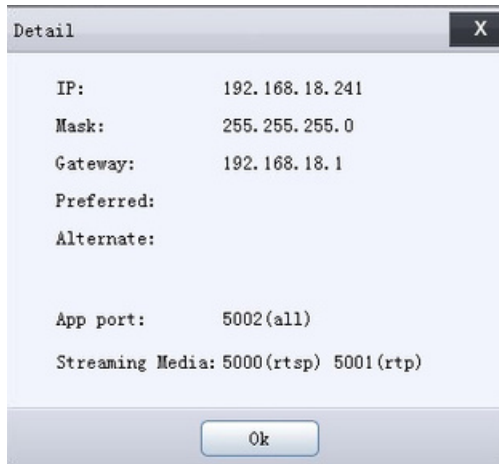 Detail X
IP: 192.168.18.241
Mask: 255.255.255.0
Gateway: 192.168.18.1
Preferred:
Alternate:
App port: 5002(all)
Streaming Media: 5000(rtsp) 5001(rtp)
Ok